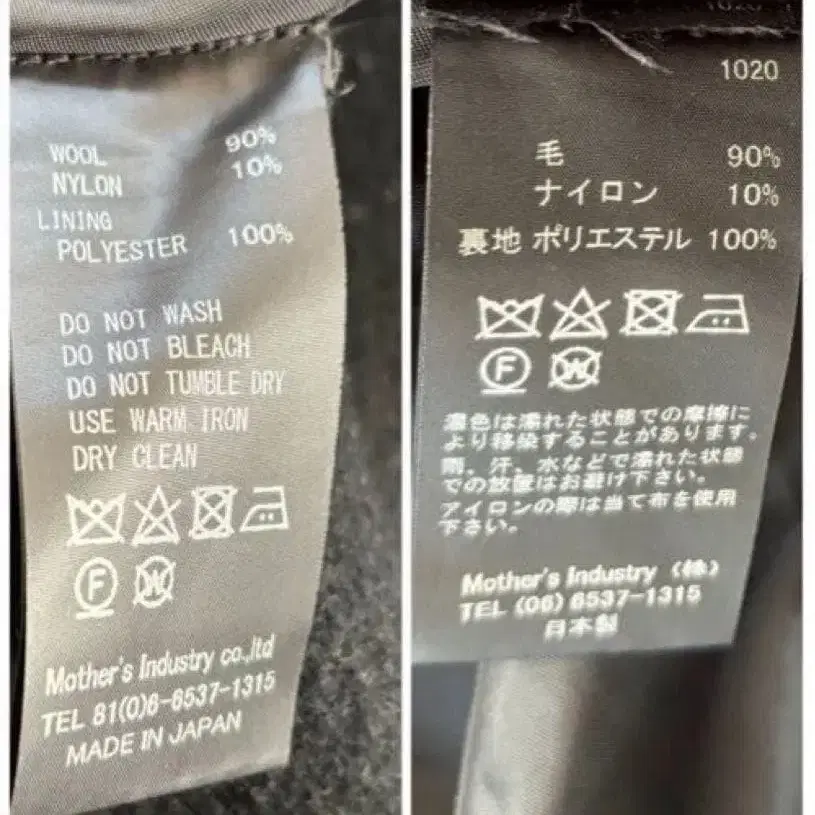 WOOL 90%
NYLON 10%
LINING
POLYESTER 100%
DO NOT WASH
DO NOT BLEACH
DO NOT TUMBLE DRY
USE WARM IRON
DRY CLEAN
F W
Mother's Industry co.,ltd
TEL 81(0)6-6537-1315
MADE IN JAPAN
1020
毛 90%
ナイロン 10%
裏地 ポリエステル 100%
F W
濃色は濡れた状態での摩擦に
より移染することがあります。
雨、汗、水などで濡れた状態
での放置はお避け下さい。
アイロンの際は当て布を使用
下さい。
Mother's Industry (株)
TEL (06) 6537-1315
日本製